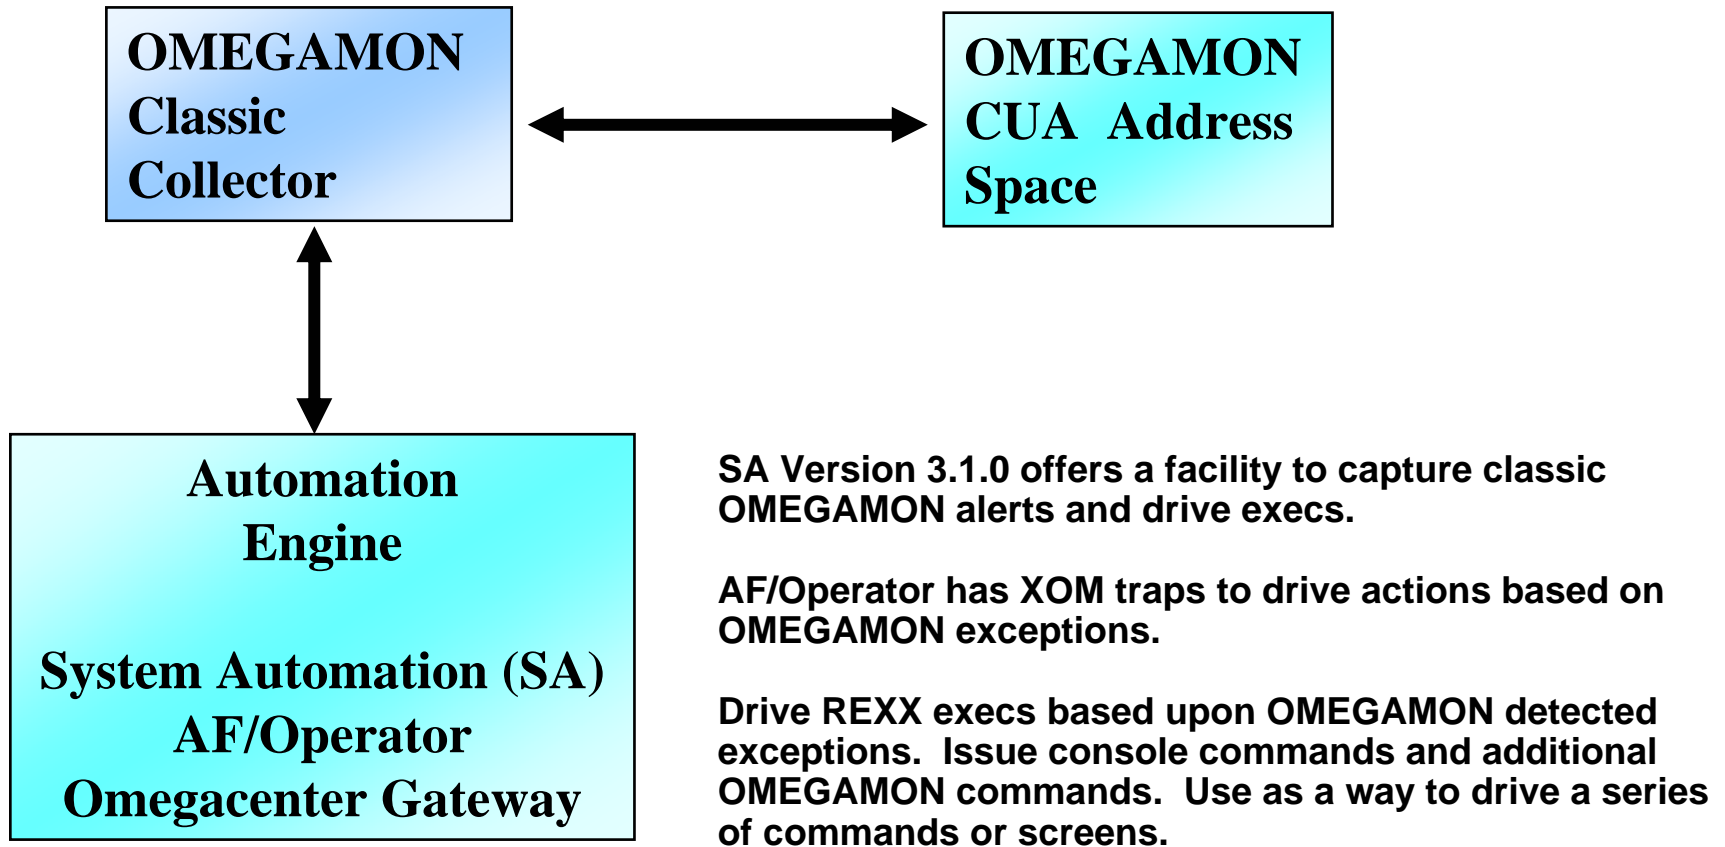 OMEGAMON
Classic
Collector
OMEGAMON
CUA Address
Space
Automation
Engine
System Automation (SA)
AF/Operator
Omegacenter Gateway
SA Version 3.1.0 offers a facility to capture classic
OMEGAMON alerts and drive execs.
AF/Operator has XOM traps to drive actions based on
OMEGAMON exceptions.
Drive REXX execs based upon OMEGAMON detected
exceptions.  Issue console commands and additional
OMEGAMON commands.  Use as a way to drive a series
of commands or screens.